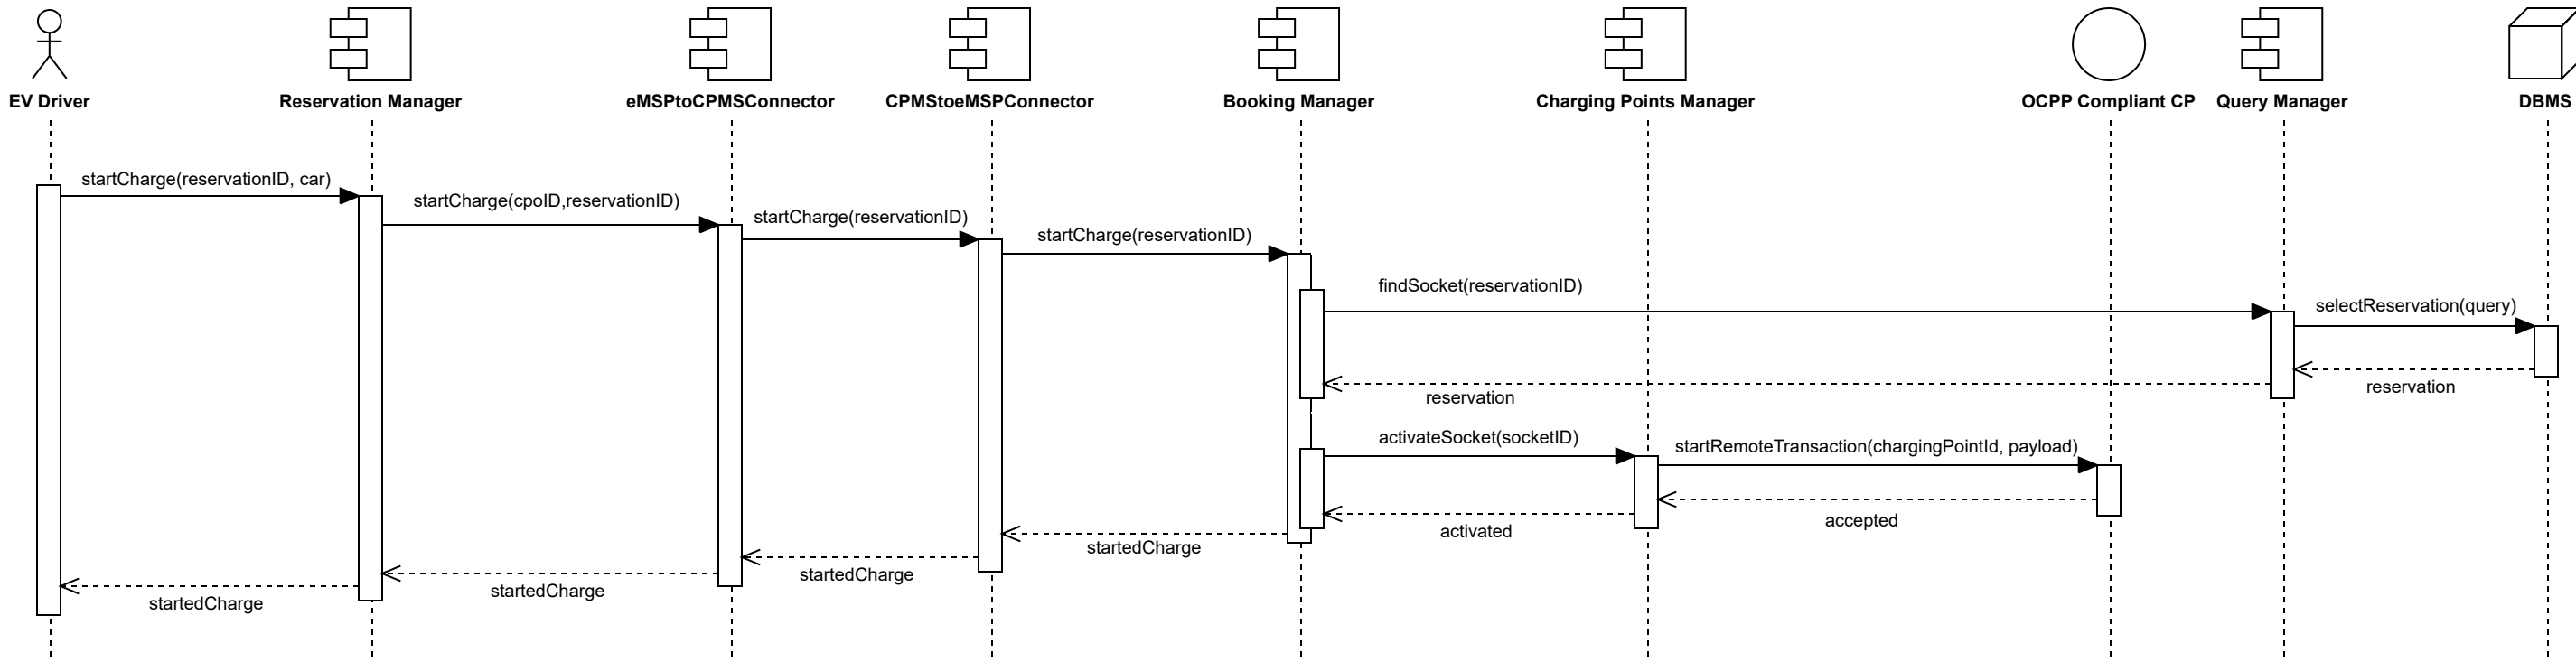 EV Driver
Reservation Manager
eMSPtoCPMSConnector
CPMStoeMSPConnector
Booking Manager
Charging Points Manager
OCPP Compliant CP
Query Manager
DBMS
startCharge(reservationID, car)
startCharge(cpoID,reservationID)
startCharge(reservationID)
startCharge(reservationID)
findSocket(reservationID)
selectReservation(query)
reservation
reservation
activateSocket(socketID)
startRemoteTransaction(chargingPointId, payload)
accepted
activated
startedCharge
startedCharge
startedCharge
startedCharge